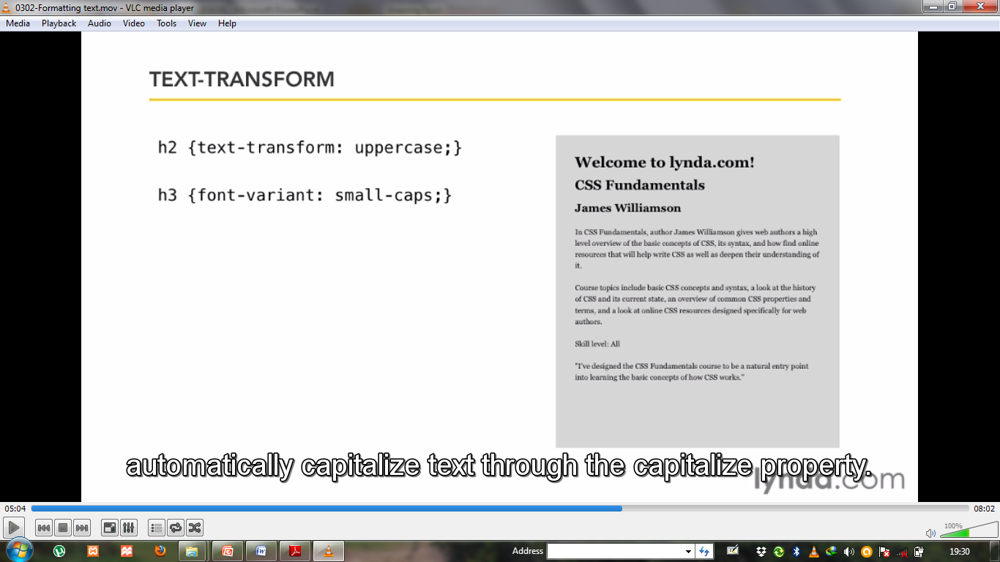 0302-Formatting text.mov - VLC media player
Media Playback Audio Video Tools View Help
TEXT-TRANSFORM
h2 {text-transform: uppercase;}
h3 {font-variant: small-caps;}
Welcome to lynda.com!
CSS Fundamentals
James Williamson
In CSS Fundamentals, author James Williamson gives web authors a high
level overview of the basic concepts of CSS, its syntax, and how find online
resources that will help write CSS as well as deepen their understanding of
it.
Course topics include basic CSS concepts and syntax, a look at the history
of CSS and its current state, an overview of common CSS properties and
terms, and a look at online CSS resources designed specifically for web
authors.
Skill level: All
"I've designed the CSS Fundamentals course to be a natural entry point
into learning the basic concepts of how CSS works."
automatically capitalize text through the capitalize property.
lynda.com
05:04 08:02
100%
Address 19:30